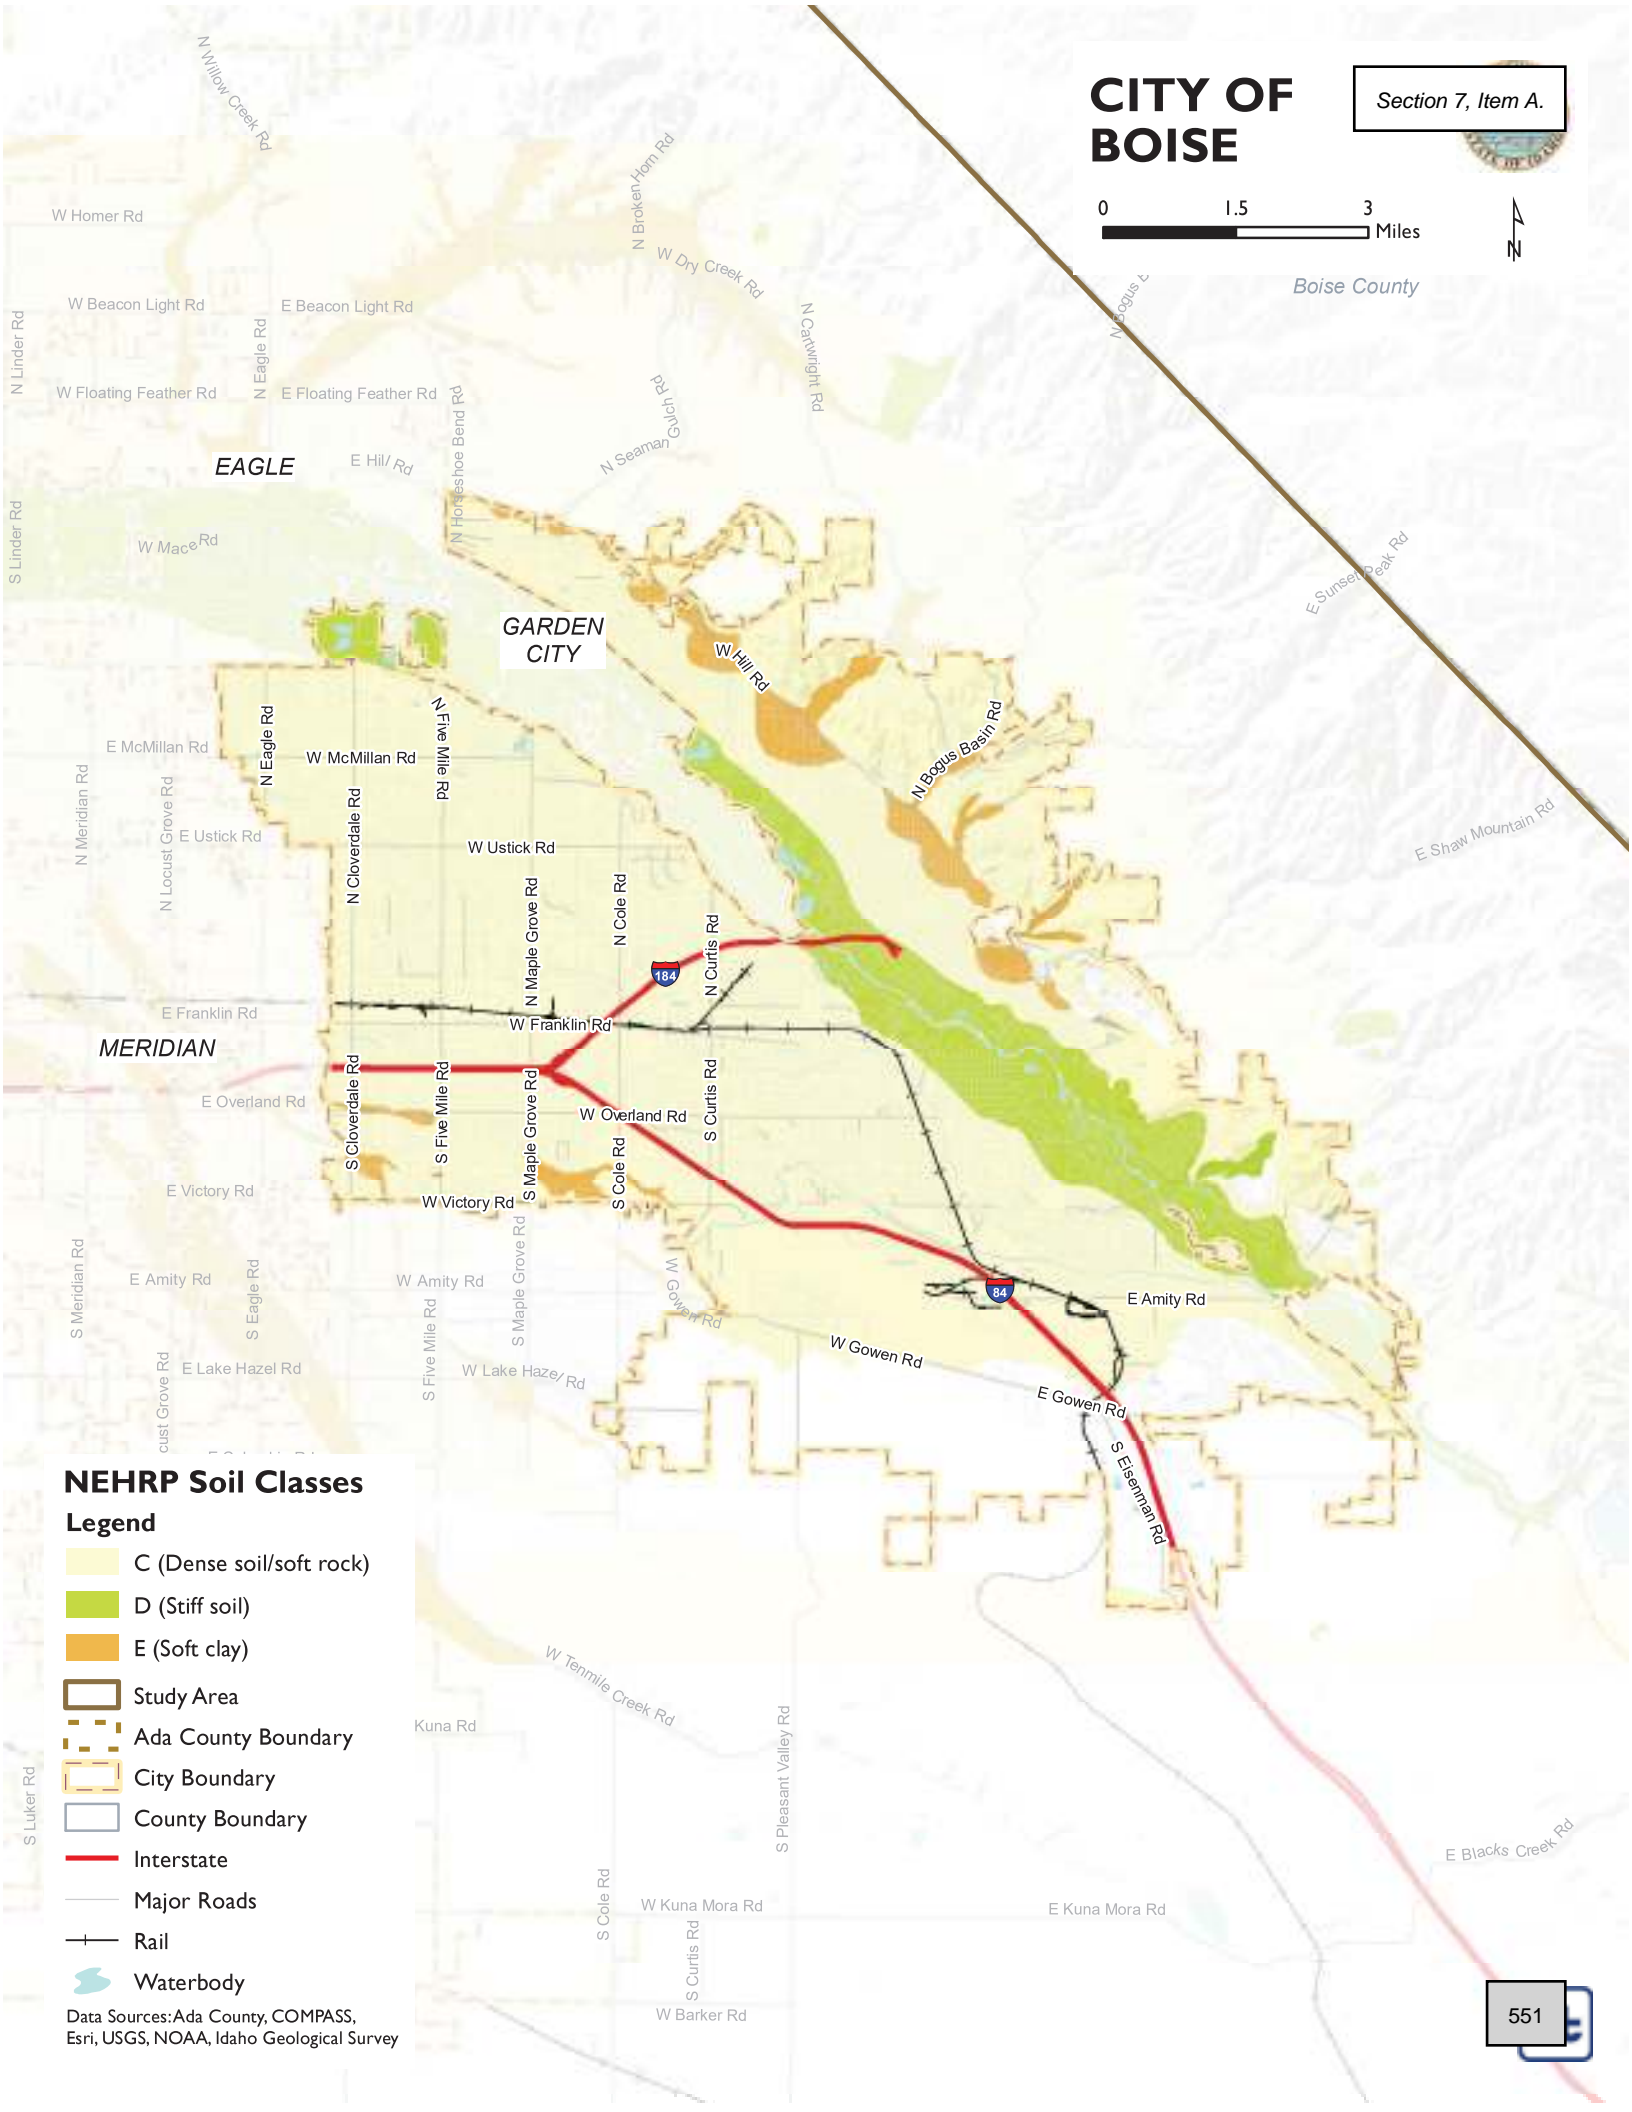 CITY OF
BOISE
Section 7, Item A.
STATE OF IDAHO
0 1.5 3
Miles
N
Boise County
N Willow Creek Rd
N Broken Horn Rd
W Homer Rd
W Dry Creek Rd
W Beacon Light Rd
E Beacon Light Rd
N Linder Rd
N Eagle Rd
N Cartwright Rd
N Bogus B
W Floating Feather Rd
E Floating Feather Rd
N Horseshoe Bend Rd
N Seaman Gulch Rd
EAGLE
E Hill Rd
S Linder Rd
W Mace Rd
E Sunset Peak Rd
GARDEN
CITY
W Hill Rd
N Bogus Basin Rd
E McMillan Rd
N Eagle Rd
W McMillan Rd
N Five Mile Rd
N Meridian Rd
N Locust Grove Rd
E Ustick Rd
N Cloverdale Rd
W Ustick Rd
E Shaw Mountain Rd
N Maple Grove Rd
N Cole Rd
N Curtis Rd
184
E Franklin Rd
W Franklin Rd
MERIDIAN
E Overland Rd
S Cloverdale Rd
S Five Mile Rd
S Maple Grove Rd
W Overland Rd
S Curtis Rd
S Cole Rd
E Victory Rd
W Victory Rd
S Meridian Rd
E Amity Rd
S Eagle Rd
W Amity Rd
S Maple Grove Rd
W Gowen Rd
84
E Amity Rd
S Five Mile Rd
W Gowen Rd
E Lake Hazel Rd
W Lake Hazel Rd
cust Grove Rd
E Gowen Rd
S Eisenman Rd
NEHRP Soil Classes
Legend
C (Dense soil/soft rock)
D (Stiff soil)
E (Soft clay)
Study Area
Ada County Boundary
City Boundary
County Boundary
Interstate
Major Roads
Rail
Waterbody
Data Sources: Ada County, COMPASS,
Esri, USGS, NOAA, Idaho Geological Survey
W Tenmile Creek Rd
Kuna Rd
S Pleasant Valley Rd
S Luker Rd
E Blacks Creek Rd
S Cole Rd
W Kuna Mora Rd
E Kuna Mora Rd
S Curtis Rd
W Barker Rd
551